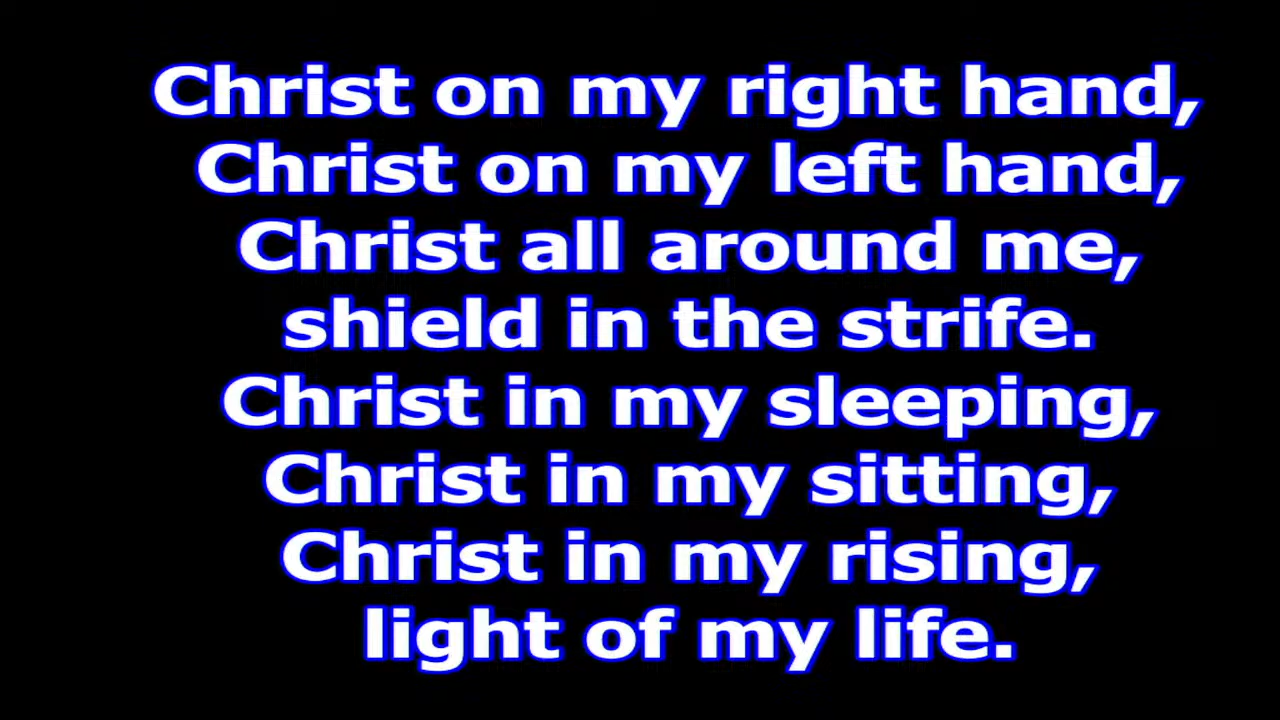 Christ on my right hand,
Christ on my left hand,
Christ all around me,
shield in the strife.
Christ in my sleeping,
Christ in my sitting,
Christ in my rising,
light of my life.